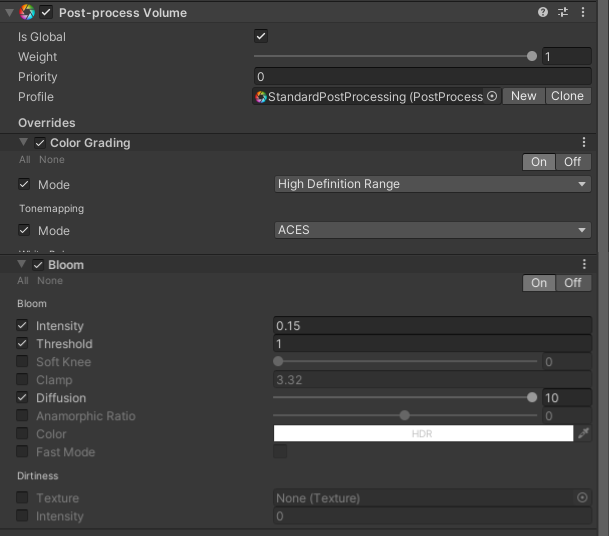 Post-process Volume
Is Global
Weight 1
Priority 0
Profile StandardPostProcessing (PostProcess New Clone
Overrides
Color Grading
All None On Off
Mode High Definition Range
Tonemapping
Mode ACES
Bloom
All None On Off
Bloom
Intensity 0.15
Threshold 1
Soft Knee 0
Clamp 3.32
Diffusion 10
Anamorphic Ratio 0
Color HDR
Fast Mode
Dirtiness
Texture None (Texture)
Intensity 0